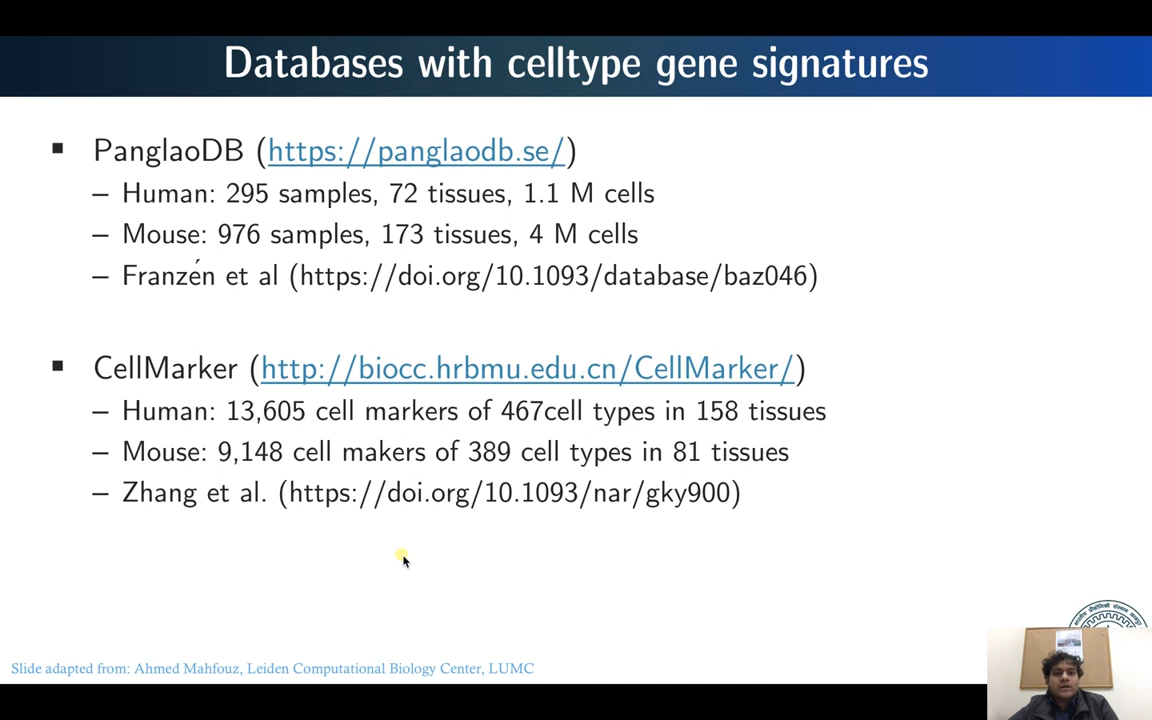 Databases with celltype gene signatures
▪ PanglaoDB (https://panglaodb.se/)
– Human: 295 samples, 72 tissues, 1.1 M cells
– Mouse: 976 samples, 173 tissues, 4 M cells
– Franzén et al (https://doi.org/10.1093/database/baz046)
▪ CellMarker (http://biocc.hrbmu.edu.cn/CellMarker/)
– Human: 13,605 cell markers of 467cell types in 158 tissues
– Mouse: 9,148 cell makers of 389 cell types in 81 tissues
– Zhang et al. (https://doi.org/10.1093/nar/gky900)
Slide adapted from: Ahmed Mahfouz, Leiden Computational Biology Center, LUMC